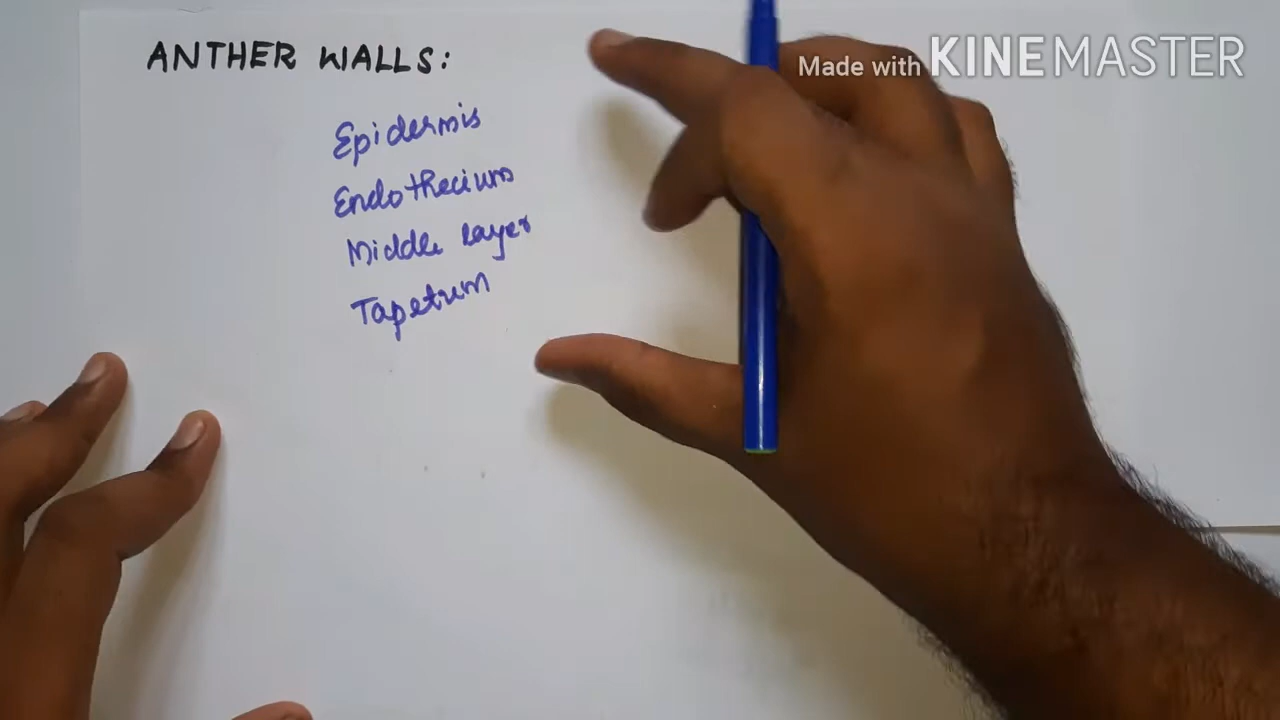 ANTHER WALLS:
Made with KINEMASTER
Epidermis
Endothecium
Middle layer
Tapetum